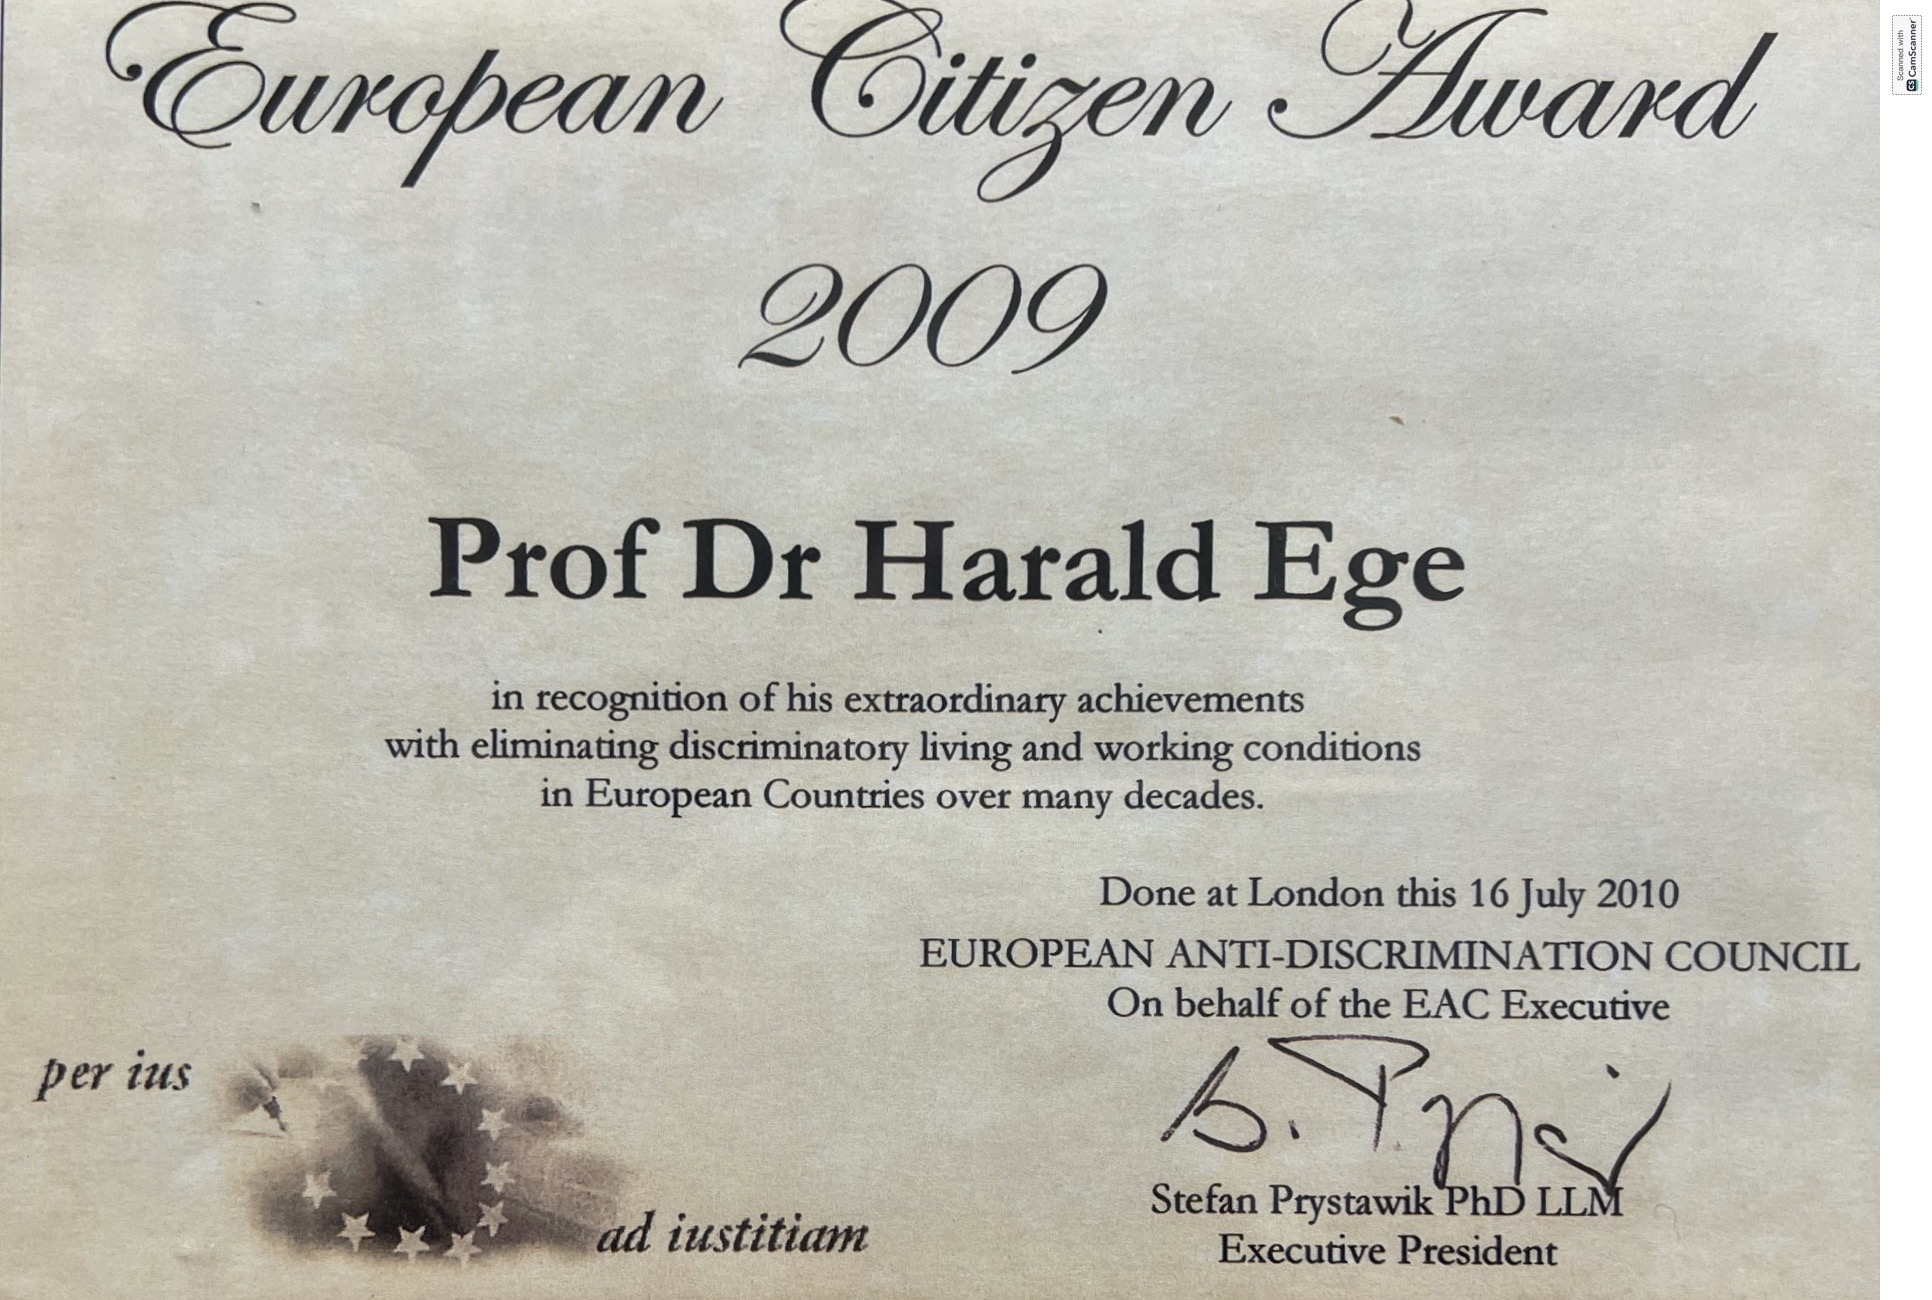 European Citizen Award
2009
Prof Dr Harald Ege
in recognition of his extraordinary achievements
with eliminating discriminatory living and working conditions
in European Countries over many decades.
Done at London this 16 July 2010
EUROPEAN ANTI-DISCRIMINATION COUNCIL
On behalf of the EAC Executive
per ius
ad iustitiam
Stefan Prystawik PhD LLM
Executive President
Scanned with
CS CamScanner